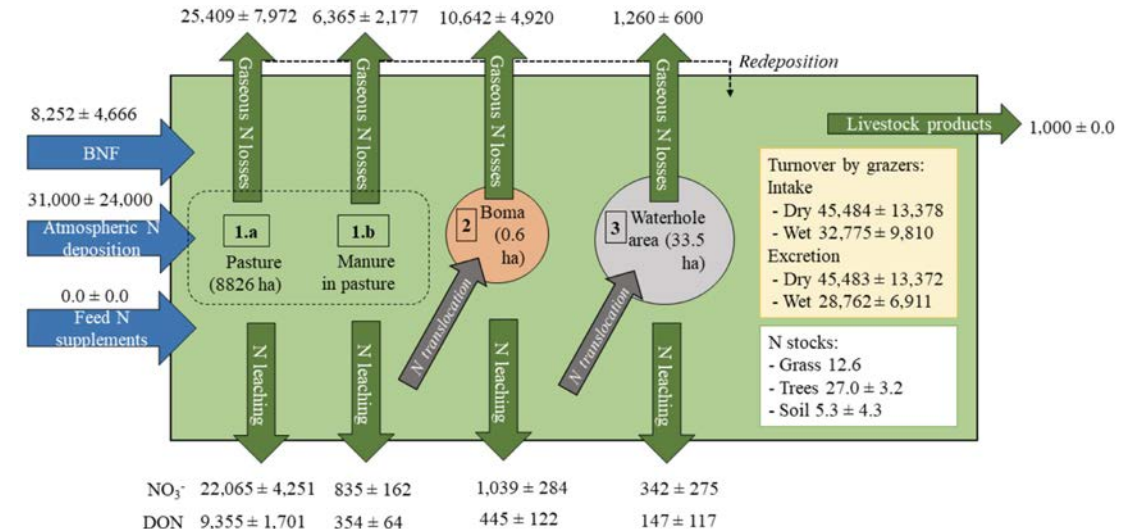 25,409 ± 7,972
6,365 ± 2,177
10,642 ± 4,920
1,260 ± 600
Gaseous N losses
Gaseous N losses
Gaseous N losses
Gaseous N losses
Redeposition
8,252 ± 4,666
BNF
31,000 ± 24,000
Atmospheric N
deposition
0.0 ± 0.0
Feed N
supplements
1.a
Pasture
(8826 ha)
1.b
Manure
in pasture
2 Boma
(0.6
ha)
3 Waterhole
area (33.5
ha)
N translocation
N translocation
Livestock products
1,000 ± 0.0
Turnover by grazers:
Intake
- Dry 45,484 ± 13,378
- Wet 32,775 ± 9,810
Excretion
- Dry 45,483 ± 13,372
- Wet 28,762 ± 6,911
N stocks:
- Grass 12.6
- Trees 27.0 ± 3.2
- Soil 5.3 ± 4.3
N leaching
N leaching
N leaching
N leaching
NO₃⁻ 22,065 ± 4,251 835 ± 162 1,039 ± 284 342 ± 275
DON 9,355 ± 1,701 354 ± 64 445 ± 122 147 ± 117